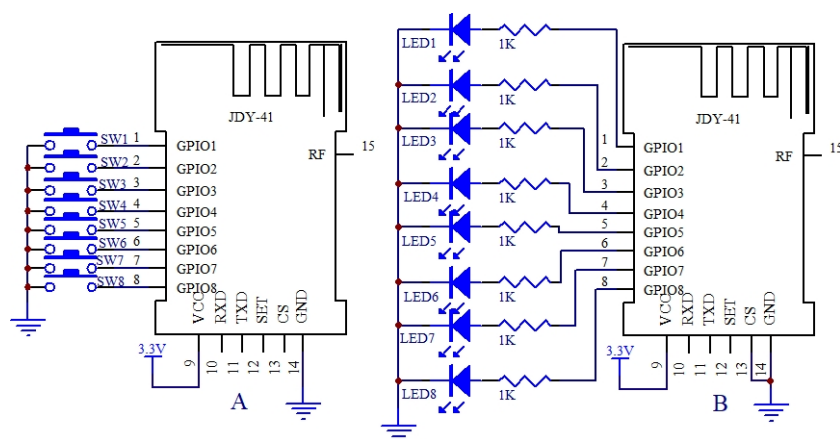 JDY-41
RF 15
SW1 1 GPIO1
SW2 2 GPIO2
SW3 3 GPIO3
SW4 4 GPIO4
SW5 5 GPIO5
SW6 6 GPIO6
SW7 7 GPIO7
SW8 8 GPIO8
VCC RXD TXD SET CS GND
3.3V
9 10 11 12 13 14
A
LED1 1K
LED2 1K
LED3 1K
LED4 1K
LED5 1K
LED6 1K
LED7 1K
LED8 1K
JDY-41
RF 15
1 GPIO1
2 GPIO2
3 GPIO3
4 GPIO4
5 GPIO5
6 GPIO6
7 GPIO7
8 GPIO8
VCC RXD TXD SET CS GND
3.3V
9 10 11 12 13 14
B